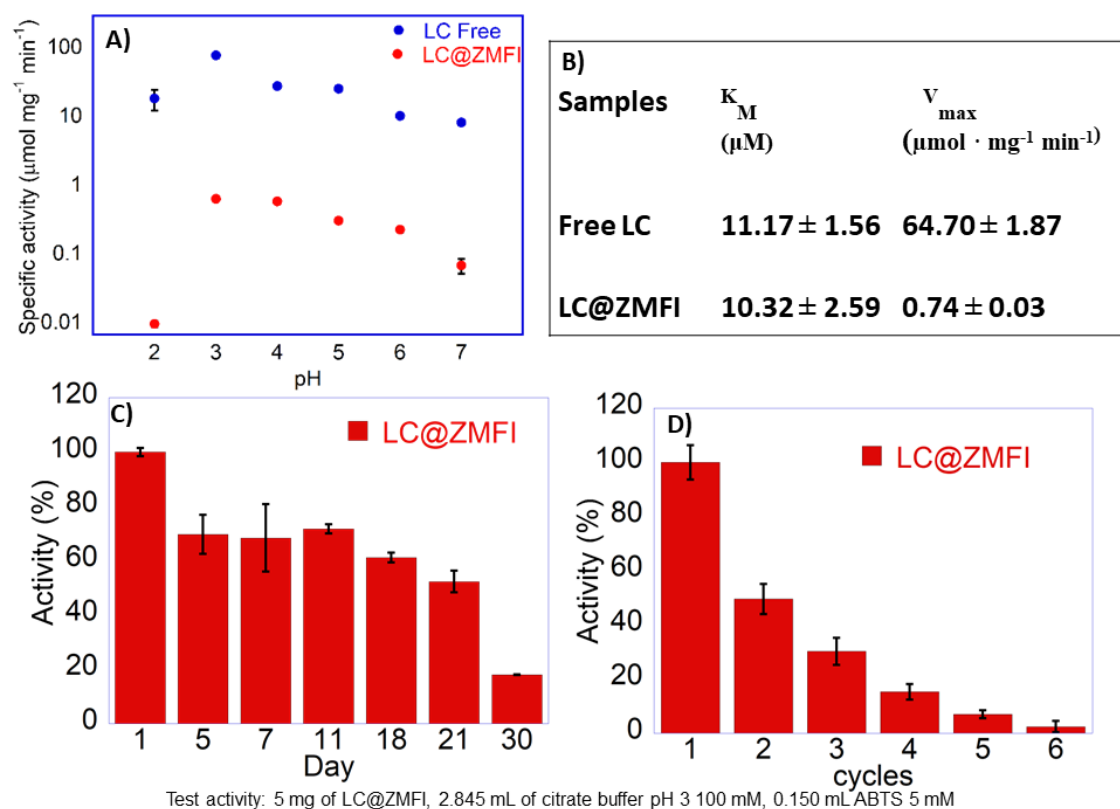 A)
LC Free
LC@ZMFI
Specific activity (μmol mg⁻¹ min⁻¹)
100
10
1
0.1
0.01
2 3 4 5 6 7
pH
B)
Samples K_M (μM) V_max (μmol · mg⁻¹ min⁻¹)
Free LC 11.17 ± 1.56 64.70 ± 1.87
LC@ZMFI 10.32 ± 2.59 0.74 ± 0.03
C)
LC@ZMFI
Activity (%)
120
100
80
60
40
20
0
1 5 7 11 18 21 30
Day
D)
LC@ZMFI
Activity (%)
120
100
80
60
40
20
0
1 2 3 4 5 6
cycles
Test activity: 5 mg of LC@ZMFI, 2.845 mL of citrate buffer pH 3 100 mM, 0.150 mL ABTS 5 mM